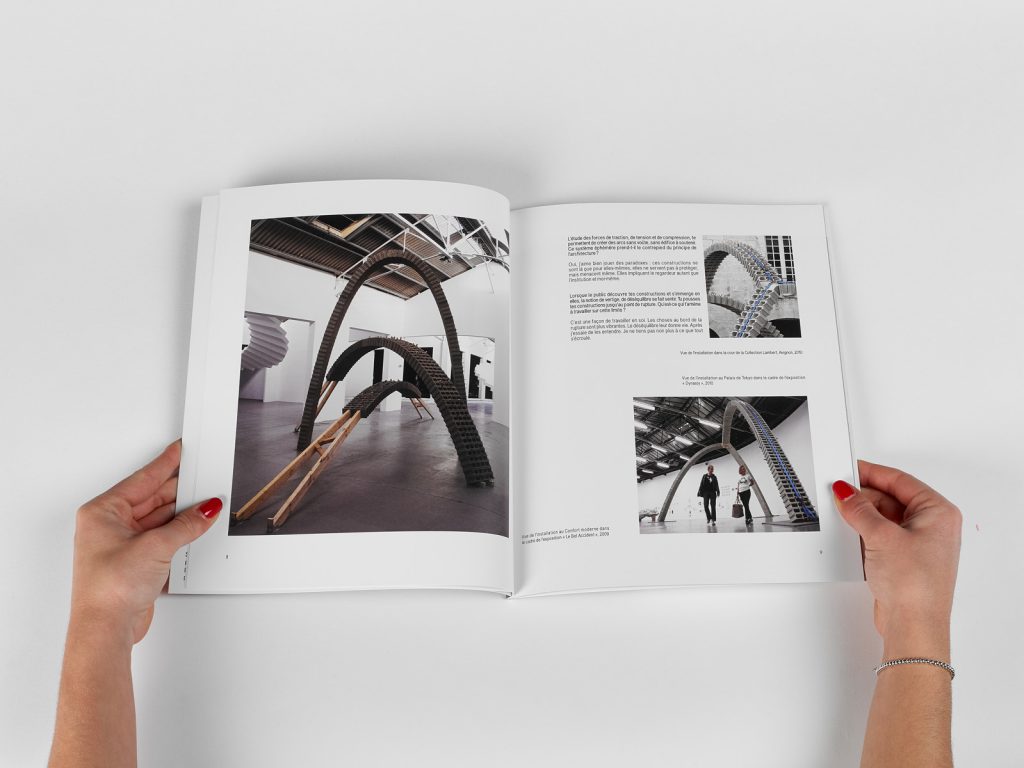 L'étude des forces de traction, de tension et de compression, te
permettent de créer des arcs sans voûte, sans édifice à soutenir.
Ce système éphémère prend-t-il le contrepied du principe de
l'architecture ?
Oui, j'aime bien jouer des paradoxes : ces constructions ne
sont là que pour elles-mêmes, elles ne servent pas à protéger,
mais menacent même. Elles impliquent le regardeur autant que
l'institution et moi-même.
Lorsque le public découvre tes constructions et s'immerge en
elles, la notion de vertige, de déséquilibre se fait sentir. Tu pousses
tes constructions jusqu'au point de rupture. Qu'est-ce qui t'amène
à travailler sur cette limite ?
C'est une façon de travailler en soi. Les choses au bord de la
rupture sont plus vibrantes. Le déséquilibre leur donne vie. Après
j'essaie de les entendre. Je ne tiens pas non plus à ce que tout
s'écroule.
Vue de l'installation dans la cour de la Collection Lambert, Avignon, 2010
Vue de l'installation au Palais de Tokyo dans le cadre de l'exposition
« Dynasty », 2010
Vue de l'installation au Confort moderne dans
le cadre de l'exposition « Le Bel Accident », 2009
9